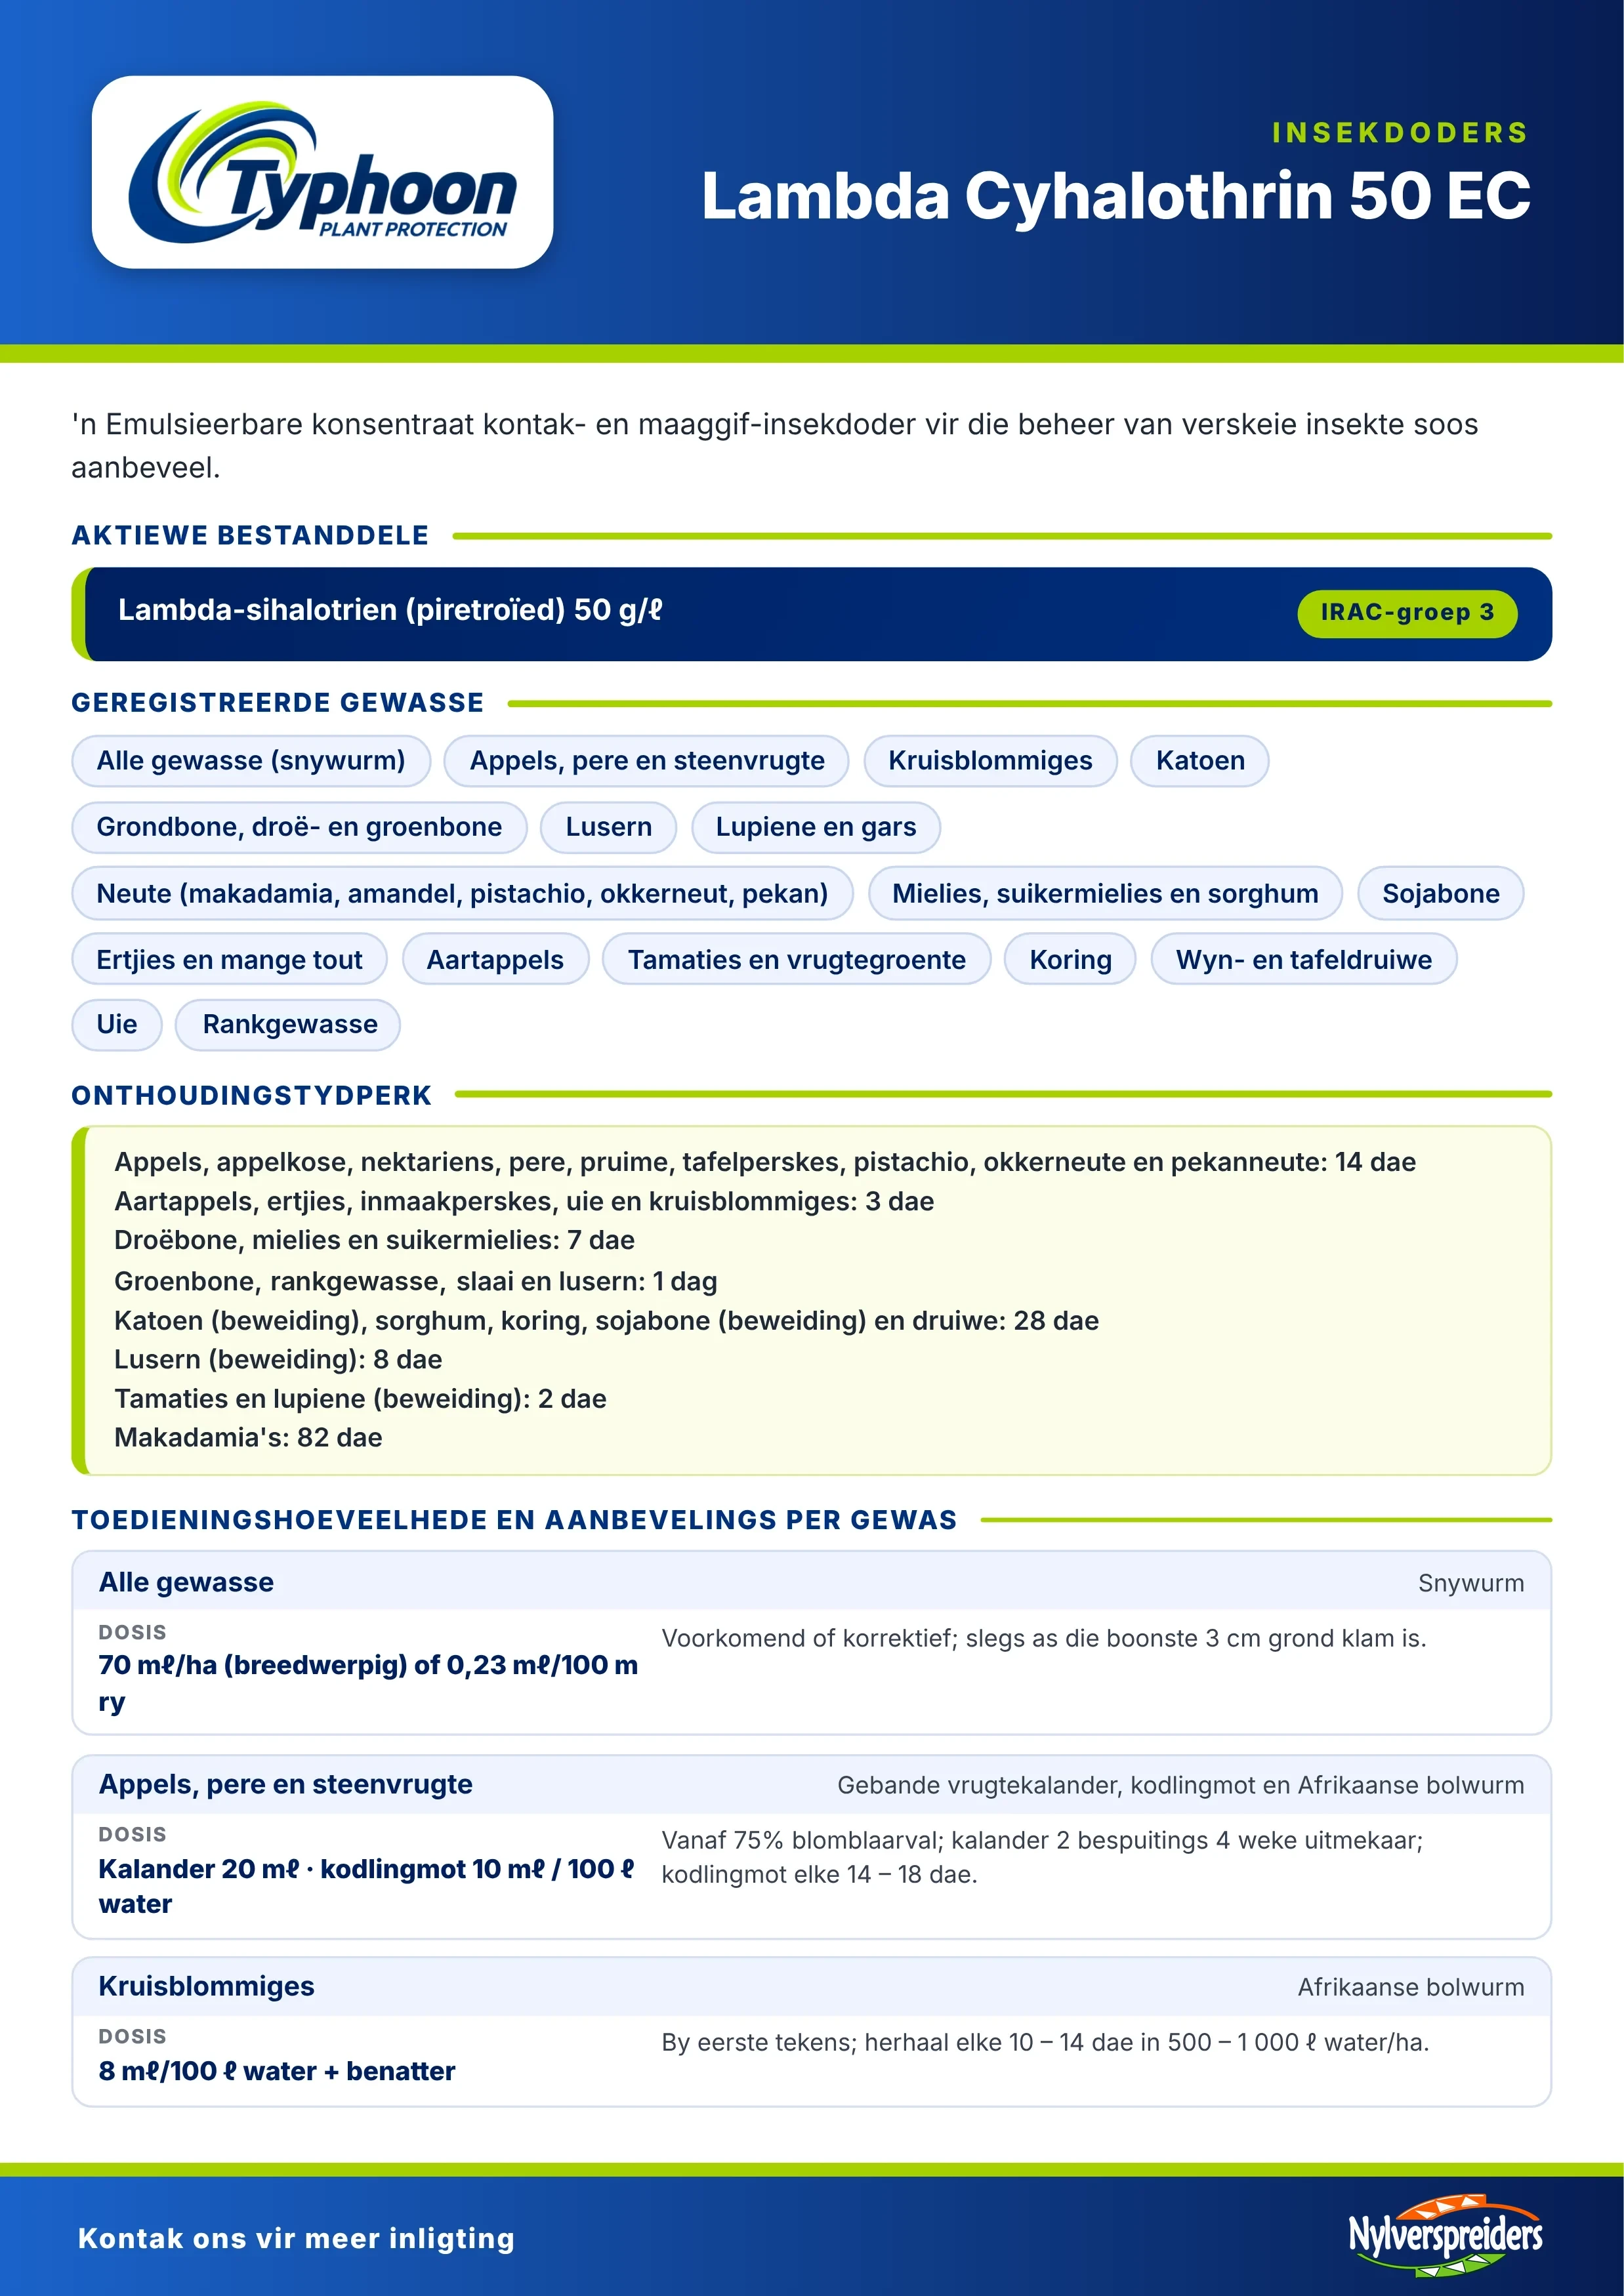 Typhoon
PLANT PROTECTION
INSEKDODERS
Lambda Cyhalothrin 50 EC
'n Emulsieerbare konsentraat kontak- en maaggif-insekdoder vir die beheer van verskeie insekte soos
aanbeveel.
AKTIEWE BESTANDDELE
Lambda-sihalotrien (piretroïed) 50 g/ℓ
IRAC-groep 3
GEREGISTREERDE GEWASSE
Alle gewasse (snywurm) Appels, pere en steenvrugte Kruisblommiges Katoen
Grondbone, droë- en groenbone Lusern Lupiene en gars
Neute (makadamia, amandel, pistachio, okkerneut, pekan) Mielies, suikermielies en sorghum Sojabone
Ertjies en mange tout Aartappels Tamaties en vrugtegroente Koring Wyn- en tafeldruiwe
Uie Rankgewasse
ONTHOUDINGSTYDPERK
Appels, appelkose, nektariens, pere, pruime, tafelperskes, pistachio, okkerneute en pekanneute: 14 dae
Aartappels, ertjies, inmaakperskes, uie en kruisblommiges: 3 dae
Droëbone, mielies en suikermielies: 7 dae
Groenbone, rankgewasse, slaai en lusern: 1 dag
Katoen (beweiding), sorghum, koring, sojabone (beweiding) en druiwe: 28 dae
Lusern (beweiding): 8 dae
Tamaties en lupiene (beweiding): 2 dae
Makadamia's: 82 dae
TOEDIENINGSHOEVEELHEDE EN AANBEVELINGS PER GEWAS
Alle gewasse
Snywurm
DOSIS
70 mℓ/ha (breedwerpig) of 0,23 mℓ/100 m
ry
Voorkomend of korrektief; slegs as die boonste 3 cm grond klam is.
Appels, pere en steenvrugte
Gebande vrugtekalander, kodlingmot en Afrikaanse bolwurm
DOSIS
Kalander 20 mℓ · kodlingmot 10 mℓ / 100 ℓ
water
Vanaf 75% blomblaarval; kalander 2 bespuitings 4 weke uitmekaar;
kodlingmot elke 14 – 18 dae.
Kruisblommiges
Afrikaanse bolwurm
DOSIS
8 mℓ/100 ℓ water + benatter
By eerste tekens; herhaal elke 10 – 14 dae in 500 – 1 000 ℓ water/ha.
Kontak ons vir meer inligting
Nylverspreiders